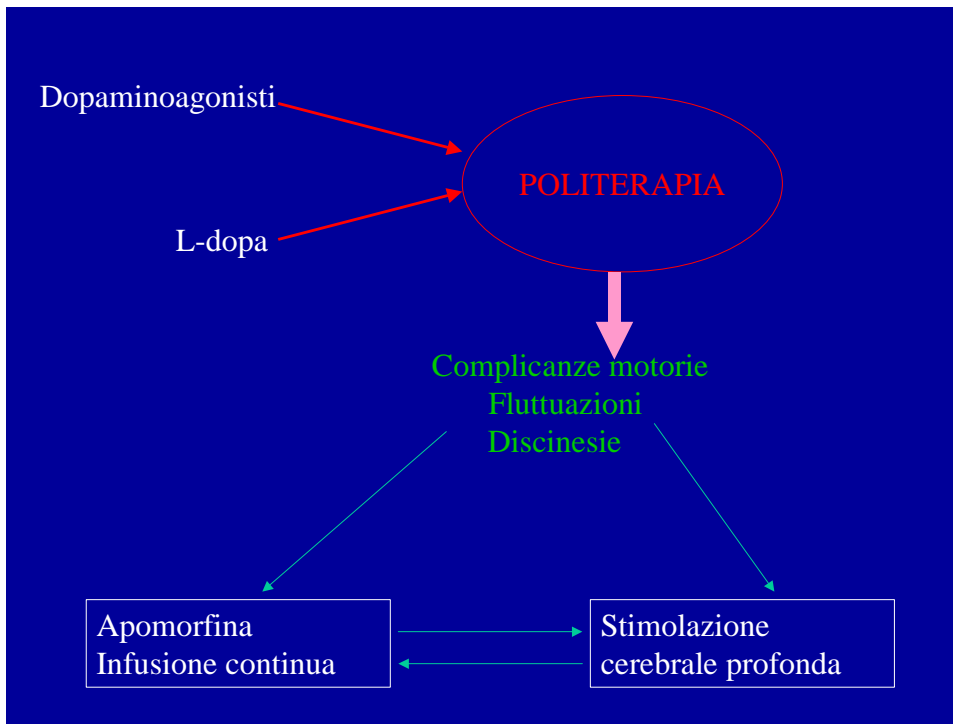 Dopaminoagonisti
POLITERAPIA
L-dopa
Complicanze motorie
Fluttuazioni
Discinesie
Apomorfina
Infusione continua
Stimolazione
cerebrale profonda